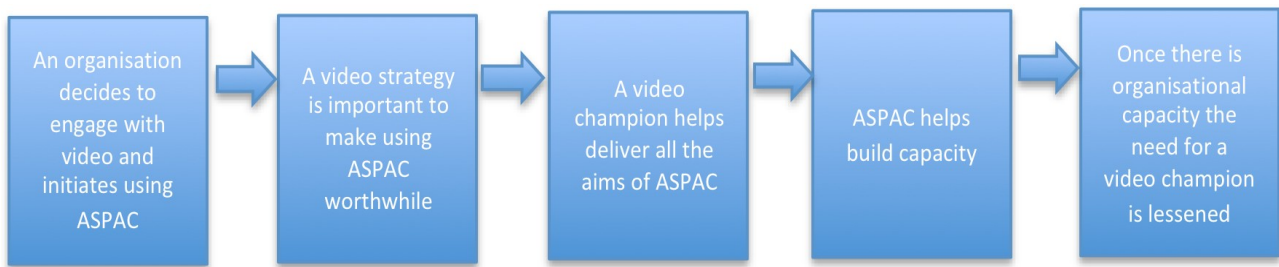 An organisation
decides to
engage with
video and
initiates using
ASPAC
A video strategy
is important to
make using
ASPAC
worthwhile
A video
champion helps
deliver all the
aims of ASPAC
ASPAC helps
build capacity
Once there is
organisational
capacity the
need for a
video champion
is lessened